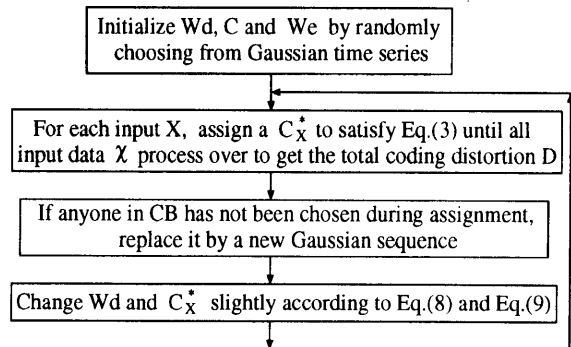 Initialize Wd, C and We by randomly
choosing from Gaussian time series
For each input X, assign a C*X to satisfy Eq.(3) until all
input data χ process over to get the total coding distortion D
If anyone in CB has not been chosen during assignment,
replace it by a new Gaussian sequence
Change Wd and C*X slightly according to Eq.(8) and Eq.(9)